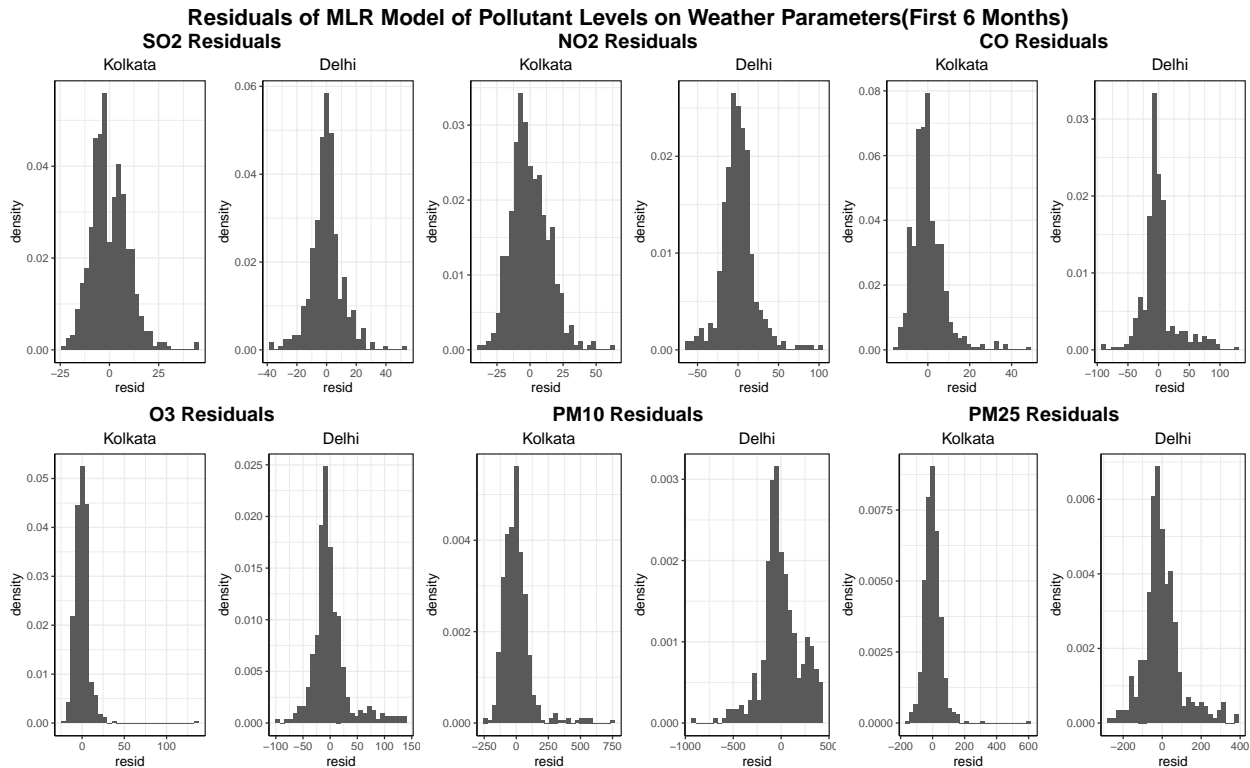 Residuals of MLR Model of Pollutant Levels on Weather Parameters(First 6 Months)
SO2 Residuals
Kolkata
0.04
0.02
0.00
−25
0
25
resid
density
Delhi
0.06
0.04
0.02
0.00
−40
−20
0
20
40
resid
density
NO2 Residuals
Kolkata
0.03
0.02
0.01
0.00
−25
0
25
50
resid
density
Delhi
0.02
0.01
0.00
−50
0
50
100
resid
density
CO Residuals
Kolkata
0.08
0.06
0.04
0.02
0.00
0
20
40
resid
density
Delhi
0.03
0.02
0.01
0.00
−100
−50
0
50
100
resid
density
O3 Residuals
Kolkata
0.05
0.04
0.03
0.02
0.01
0.00
0
50
100
resid
density
Delhi
0.025
0.020
0.015
0.010
0.005
0.000
−100
−50
0
50
100
150
resid
density
PM10 Residuals
Kolkata
0.004
0.002
0.000
−250
0
250
500
750
resid
density
Delhi
0.003
0.002
0.001
0.000
−1000
−500
0
500
resid
density
PM25 Residuals
Kolkata
0.0075
0.0050
0.0025
0.0000
−200
0
200
400
600
resid
density
Delhi
0.006
0.004
0.002
0.000
−200
0
200
400
resid
density